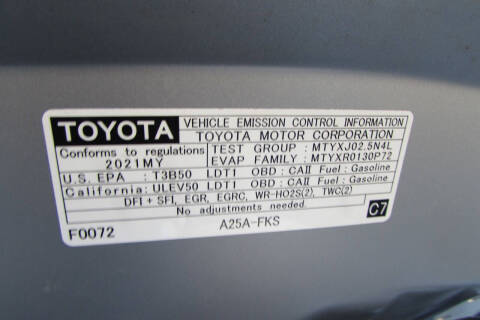 TOYOTA VEHICLE EMISSION CONTROL INFORMATION
TOYOTA MOTOR CORPORATION
Conforms to regulations TEST GROUP : MTYXJ02.5N4L
2021MY EVAP FAMILY : MTYXR0130P72
U.S. EPA : T3B50 LDT1 OBD : CAII Fuel : Gasoline
California : ULEV50 LDT1 OBD : CAII Fuel : Gasoline
DFI + SFI, EGR, EGRC, WR-HO2S(2), TWC(2)
No adjustments needed.
F0072 A25A-FKS C7